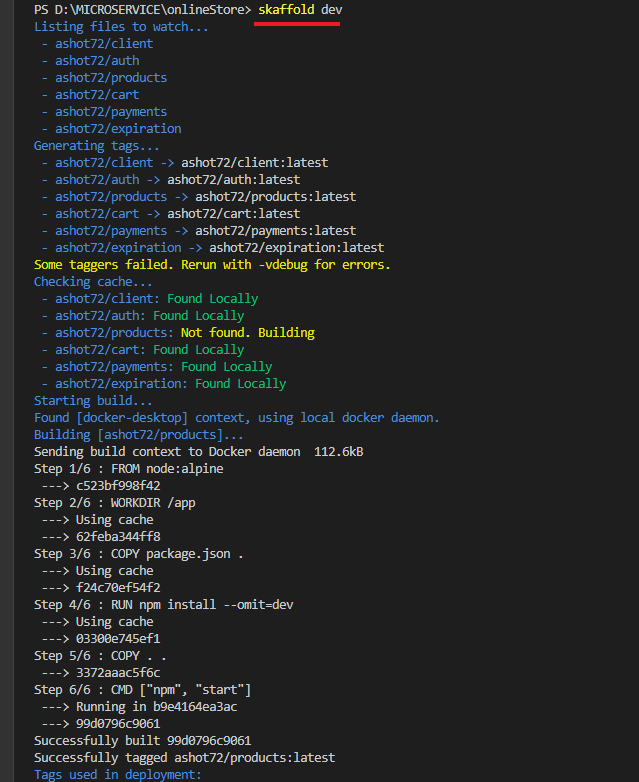 PS D:\MICROSERVICE\onlineStore> skaffold dev
Listing files to watch...
- ashot72/client
- ashot72/auth
- ashot72/products
- ashot72/cart
- ashot72/payments
- ashot72/expiration
Generating tags...
- ashot72/client -> ashot72/client:latest
- ashot72/auth -> ashot72/auth:latest
- ashot72/products -> ashot72/products:latest
- ashot72/cart -> ashot72/cart:latest
- ashot72/payments -> ashot72/payments:latest
- ashot72/expiration -> ashot72/expiration:latest
Some taggers failed. Rerun with -vdebug for errors.
Checking cache...
- ashot72/client: Found Locally
- ashot72/auth: Found Locally
- ashot72/products: Not found. Building
- ashot72/cart: Found Locally
- ashot72/payments: Found Locally
- ashot72/expiration: Found Locally
Starting build...
Found [docker-desktop] context, using local docker daemon.
Building [ashot72/products]...
Sending build context to Docker daemon  112.6kB
Step 1/6 : FROM node:alpine
---> c523bf998f42
Step 2/6 : WORKDIR /app
---> Using cache
---> 62feba344ff8
Step 3/6 : COPY package.json .
---> Using cache
---> f24c70ef54f2
Step 4/6 : RUN npm install --omit=dev
---> Using cache
---> 03300e745ef1
Step 5/6 : COPY . .
---> 3372aaac5f6c
Step 6/6 : CMD ["npm", "start"]
---> Running in b9e4164ea3ac
---> 99d0796c9061
Successfully built 99d0796c9061
Successfully tagged ashot72/products:latest
Tags used in deployment: